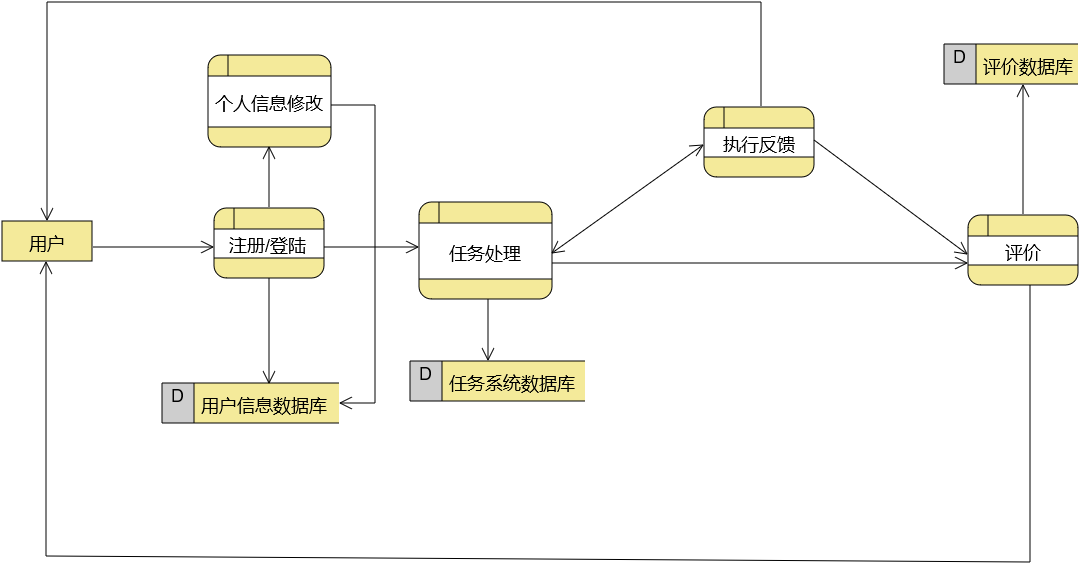 D
评价数据库
个人信息修改
执行反馈
用户
注册/登陆
任务处理
评价
D
任务系统数据库
D
用户信息数据库